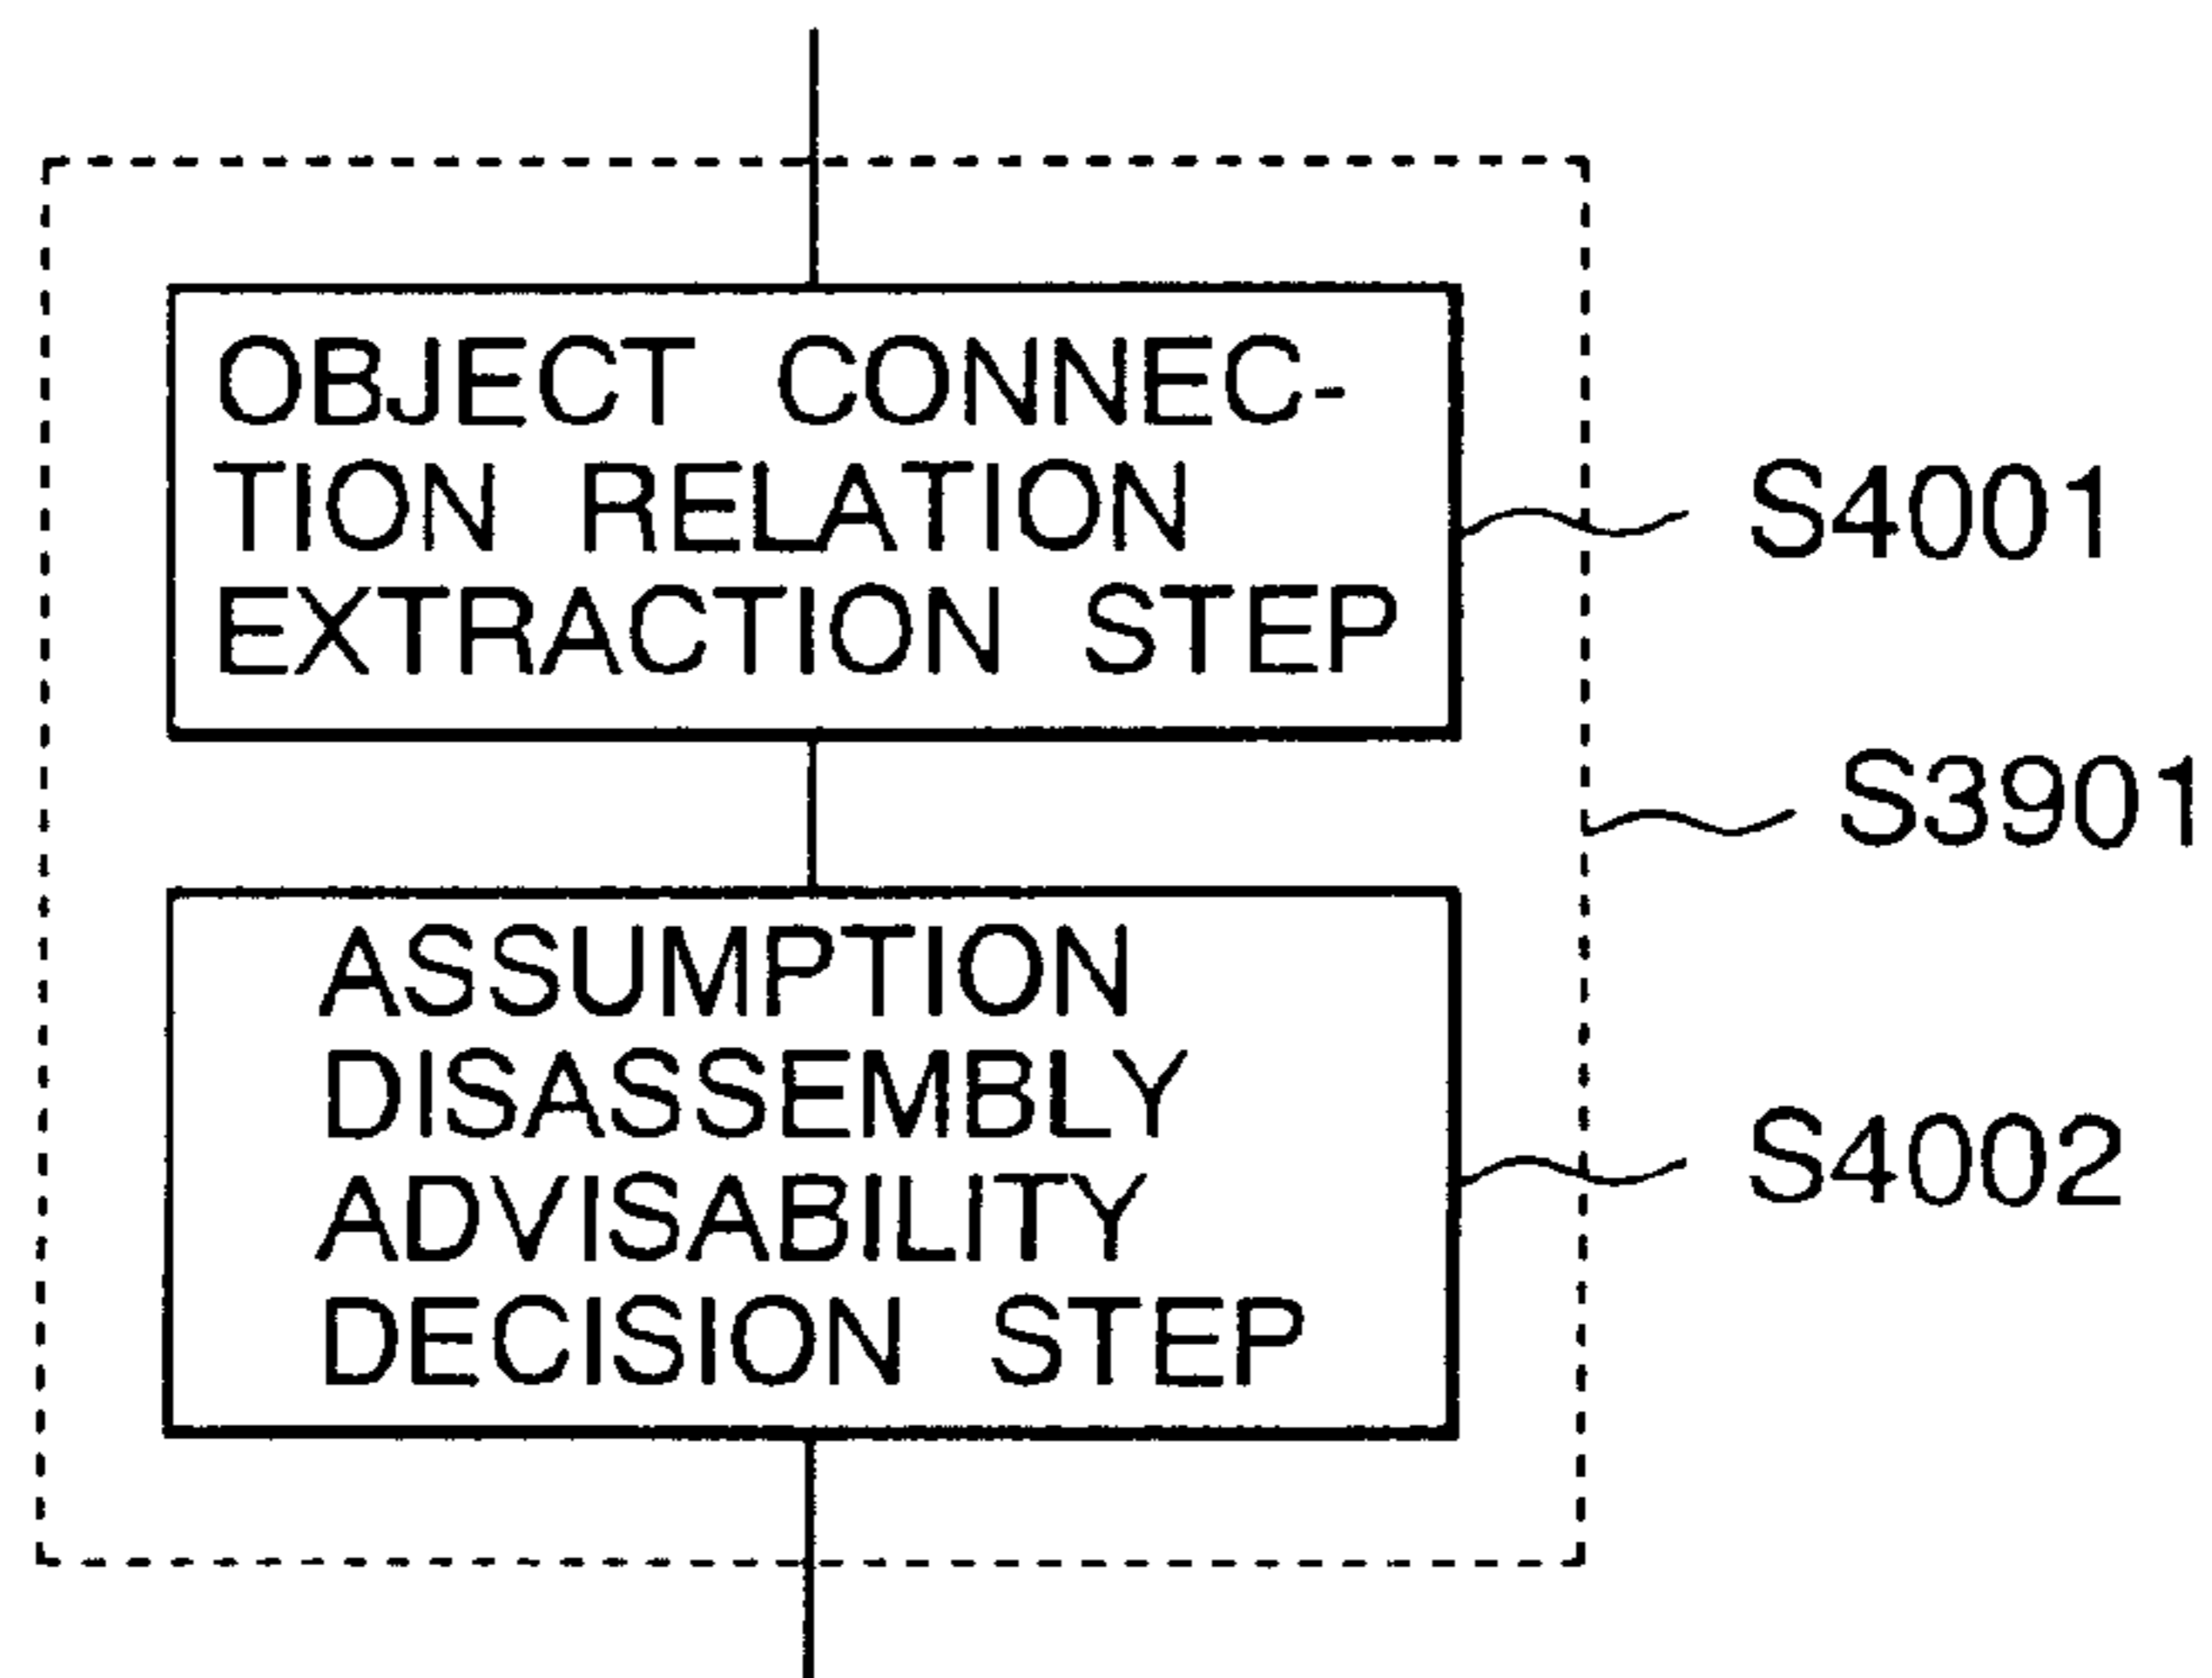 OBJECT CONNEC-
TION RELATION
EXTRACTION STEP
S4001
S3901
ASSUMPTION
DISASSEMBLY
ADVISABILITY
DECISION STEP
S4002